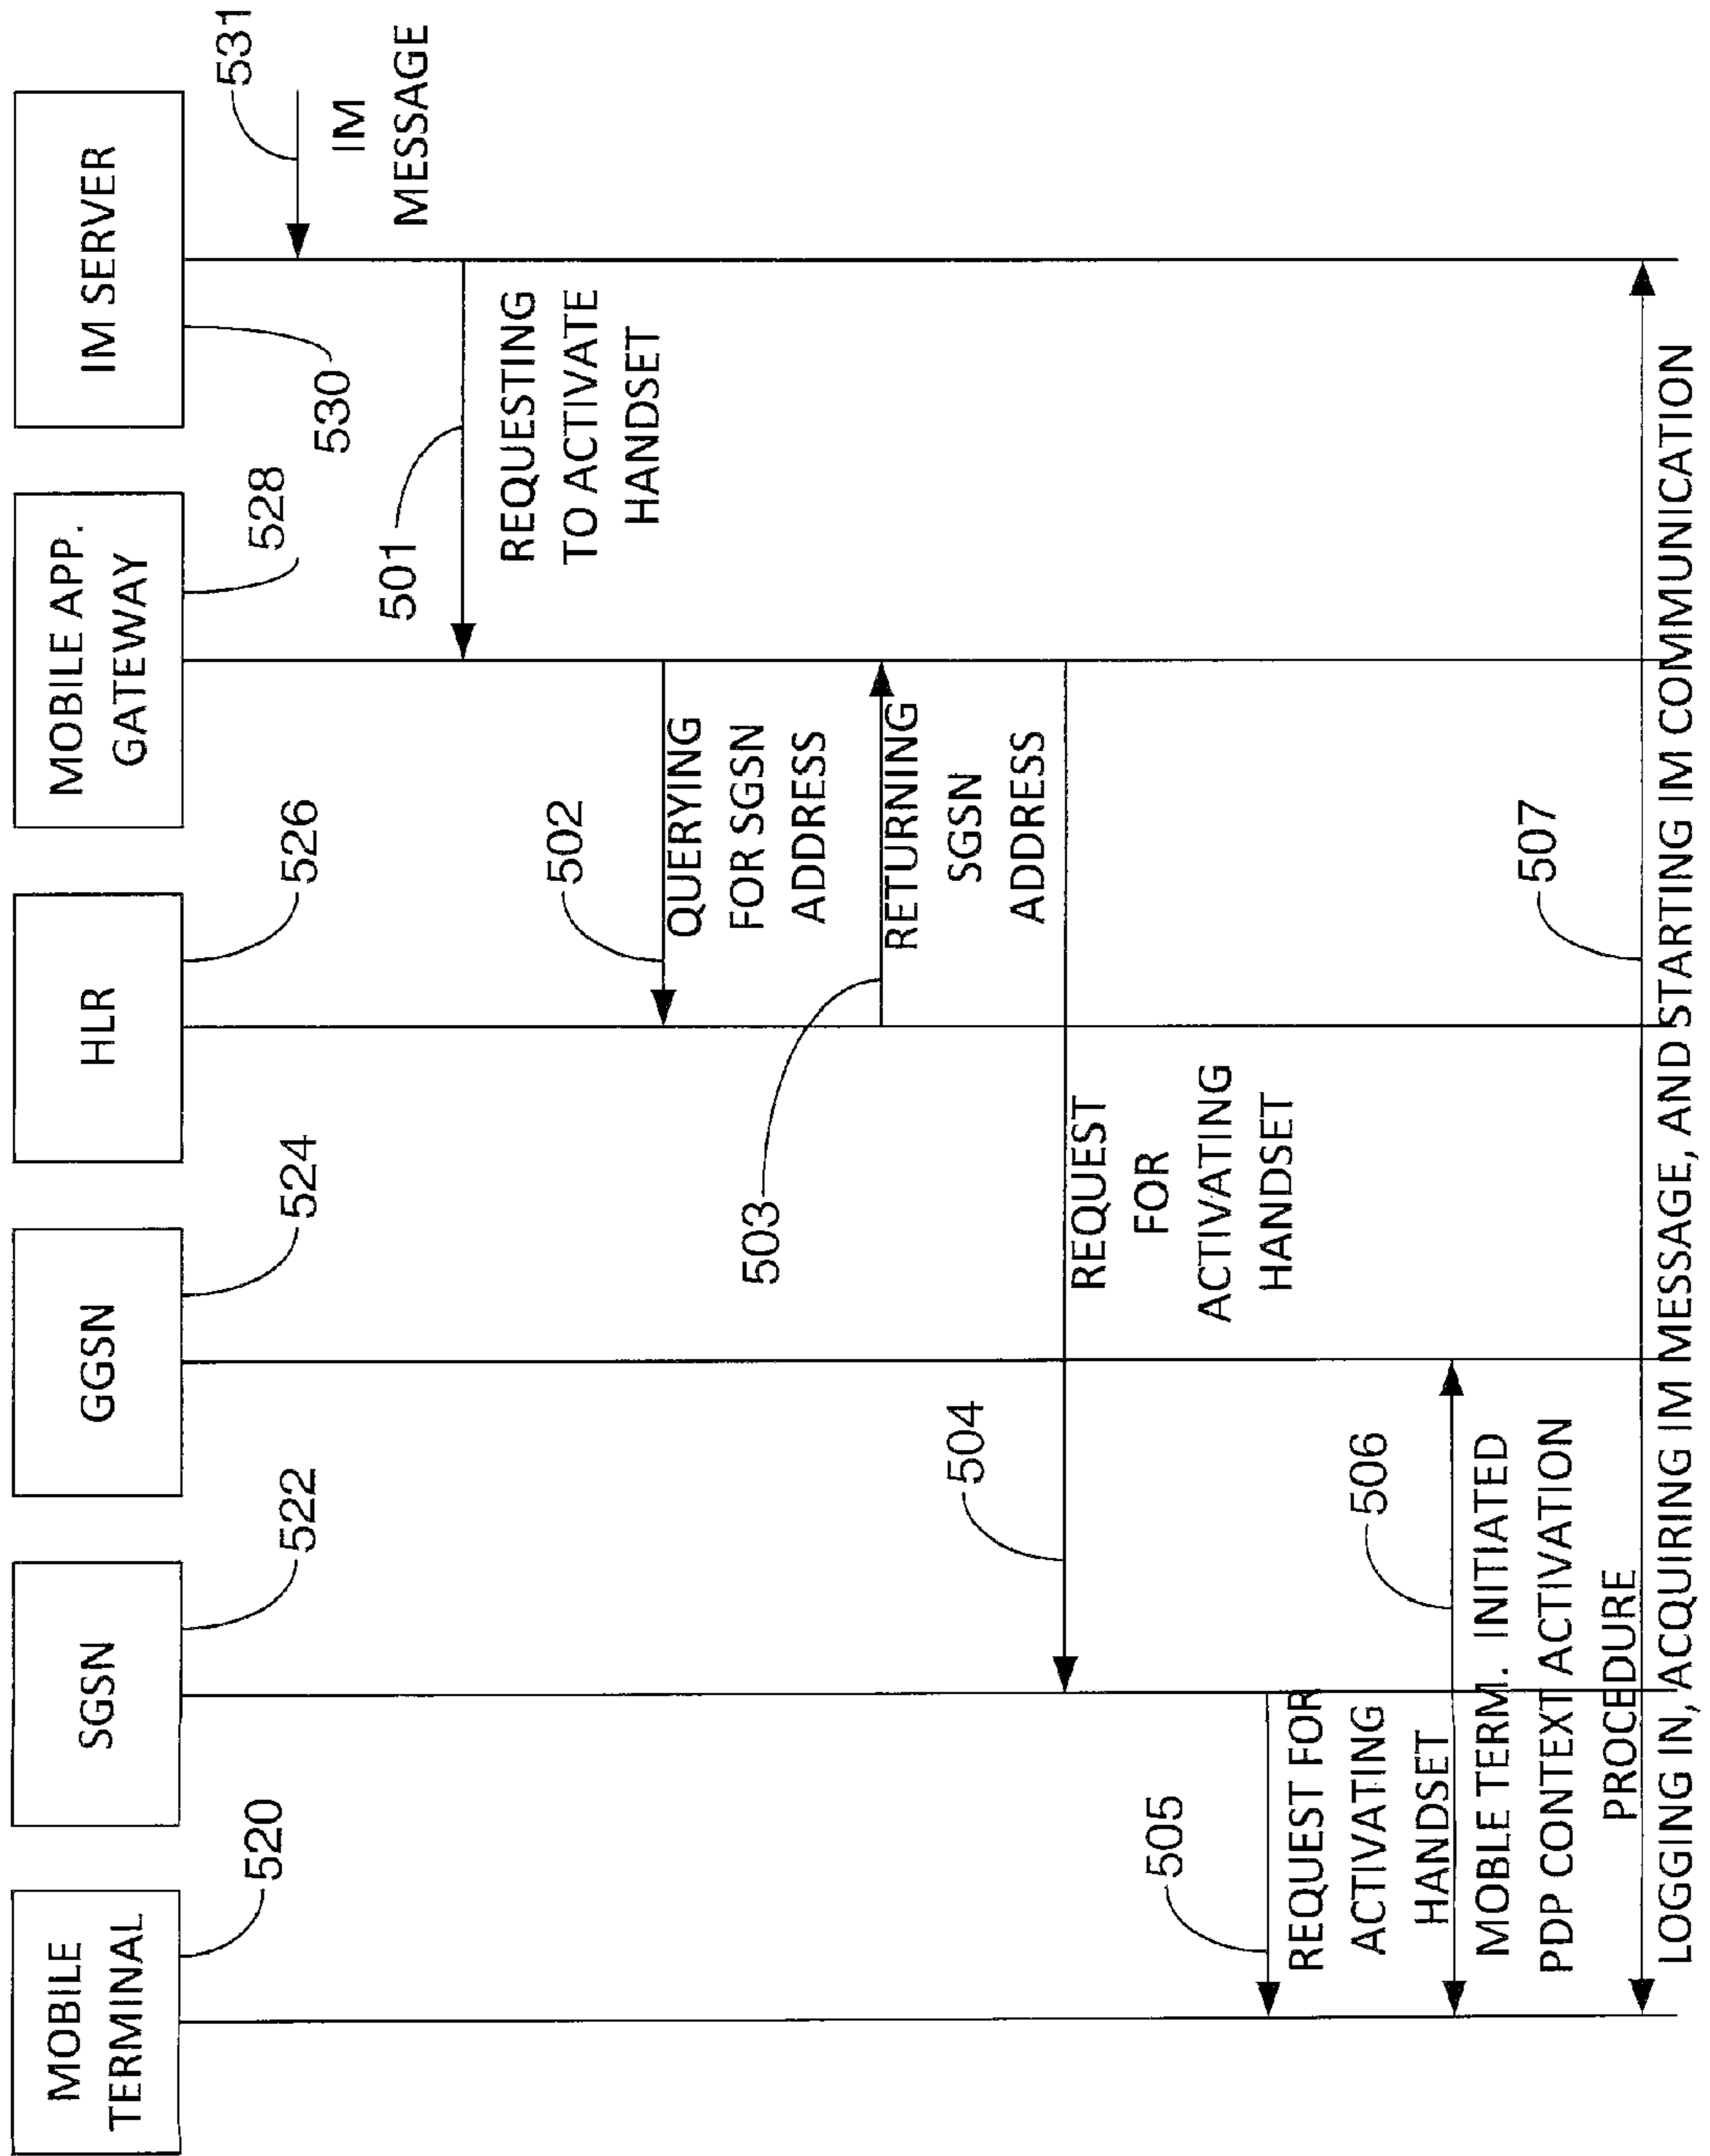 MOBILE
TERMINAL
520
SGSN
522
GGSN
524
HLR
526
MOBILE APP.
GATEWAY
528
IM SERVER
530
531
IM
MESSAGE
501
REQUESTING
TO ACTIVATE
HANDSET
502
QUERYING
FOR SGSN
ADDRESS
503
RETURNING
SGSN
ADDRESS
504
REQUEST
FOR
ACTIVATING
HANDSET
505
REQUEST FOR
ACTIVATING
HANDSET
506
MOBLE TERM. INITIATED
PDP CONTEXT ACTIVATION
PROCEDURE
507
LOGGING IN, ACQUIRING IM MESSAGE, AND STARTING IM COMMUNICATION